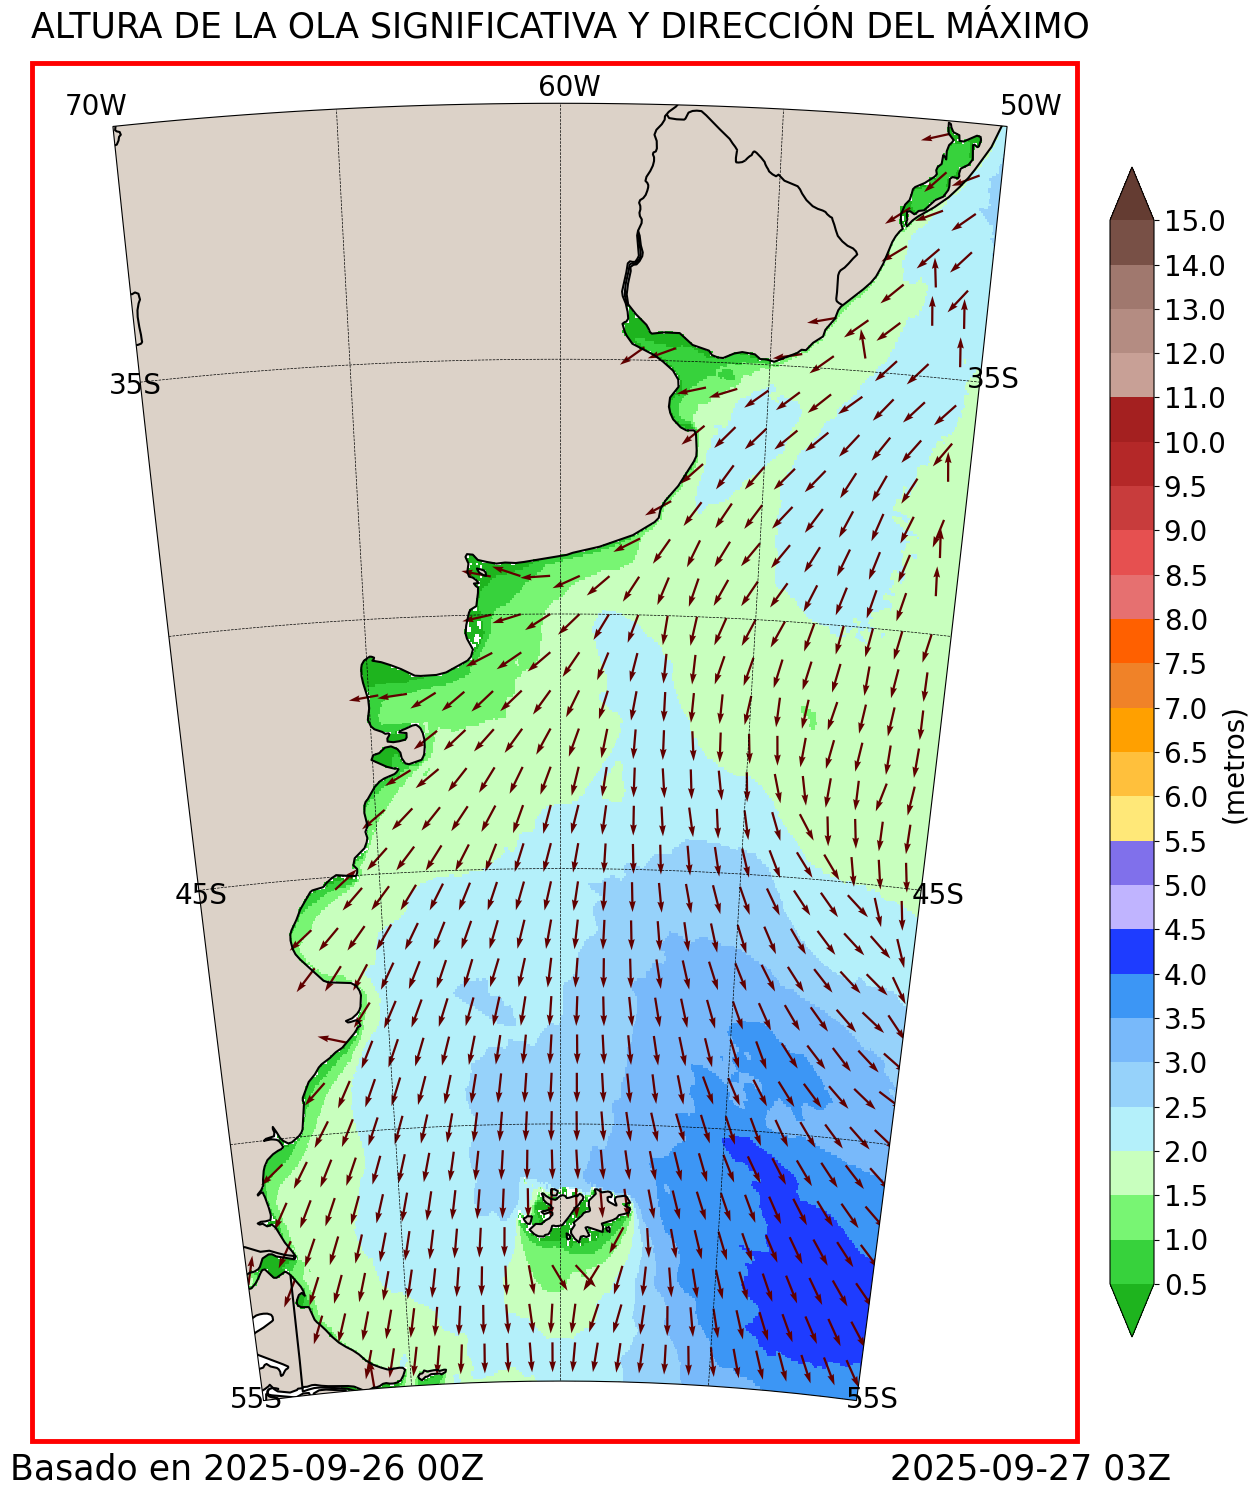 ALTURA DE LA OLA SIGNIFICATIVA Y DIRECCIÓN DEL MÁXIMO
60W
70W
50W
35S
35S
45S
45S
55S
55S
15.0
14.0
13.0
12.0
11.0
10.0
9.5
9.0
8.5
8.0
7.5
7.0
6.5
6.0
5.5
5.0
4.5
4.0
3.5
3.0
2.5
2.0
1.5
1.0
0.5
(metros)
Basado en 2025-09-26 00Z
2025-09-27 03Z